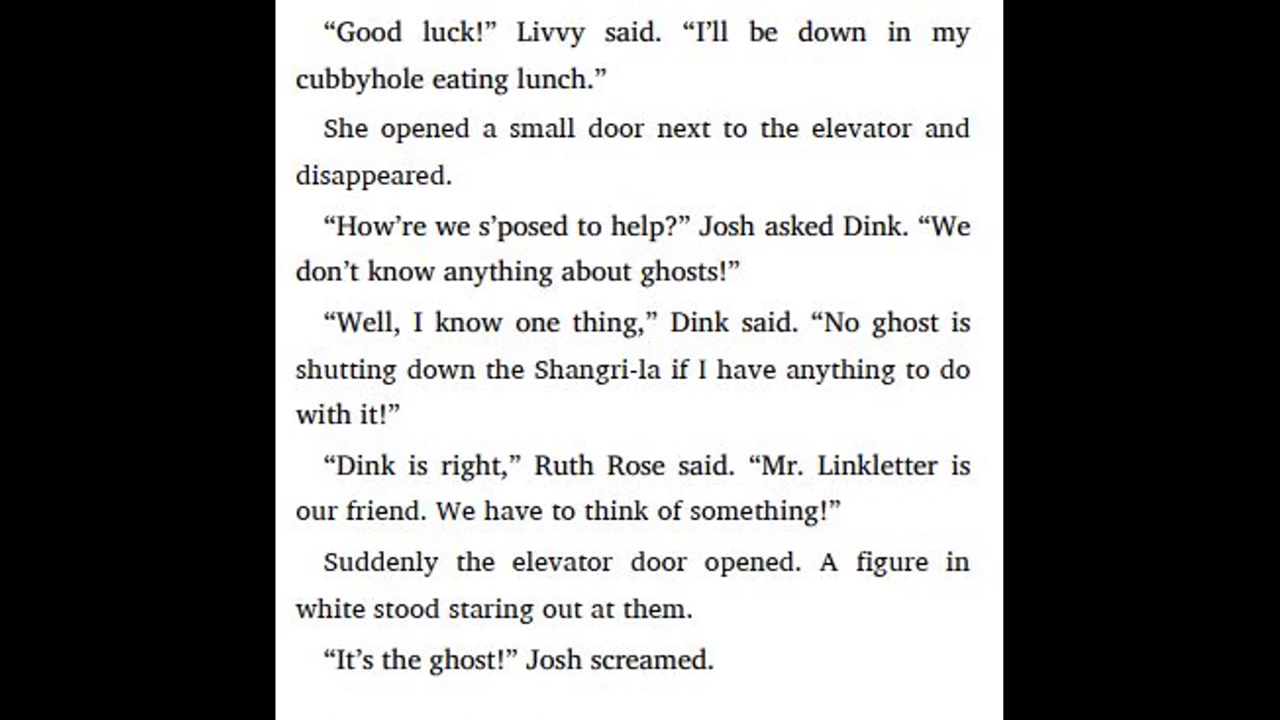 “Good luck!” Livvy said. “I’ll be down in my
cubbyhole eating lunch.”
She opened a small door next to the elevator and
disappeared.
“How’re we s’posed to help?” Josh asked Dink. “We
don’t know anything about ghosts!”
“Well, I know one thing,” Dink said. “No ghost is
shutting down the Shangri-la if I have anything to do
with it!”
“Dink is right,” Ruth Rose said. “Mr. Linkletter is
our friend. We have to think of something!”
Suddenly the elevator door opened. A figure in
white stood staring out at them.
“It’s the ghost!” Josh screamed.